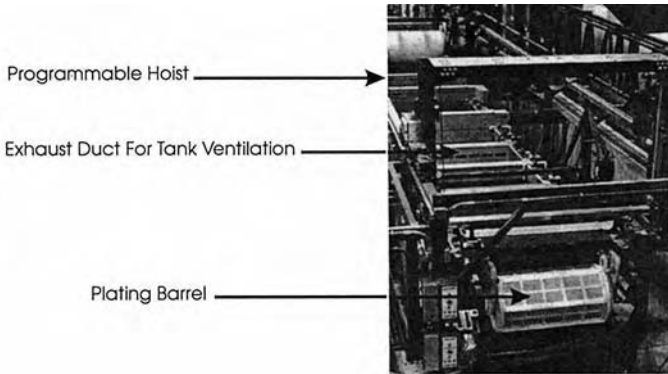 Programmable Hoist
Exhaust Duct For Tank Ventilation
Plating Barrel